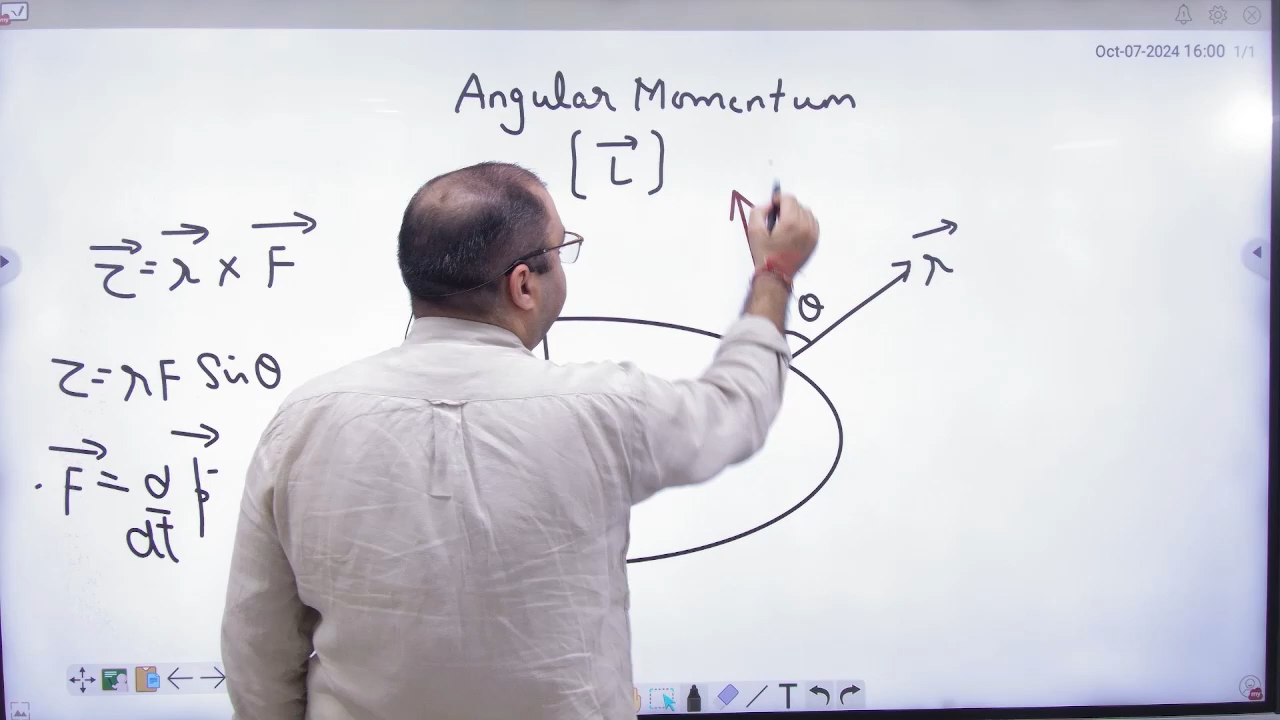 Oct-07-2024 16:00 1/1
Angular Momentum
[L⃗]
τ⃗ = r⃗ × F⃗
r⃗
θ
τ = rF Sinθ
F⃗ = d/dt p⃗
T